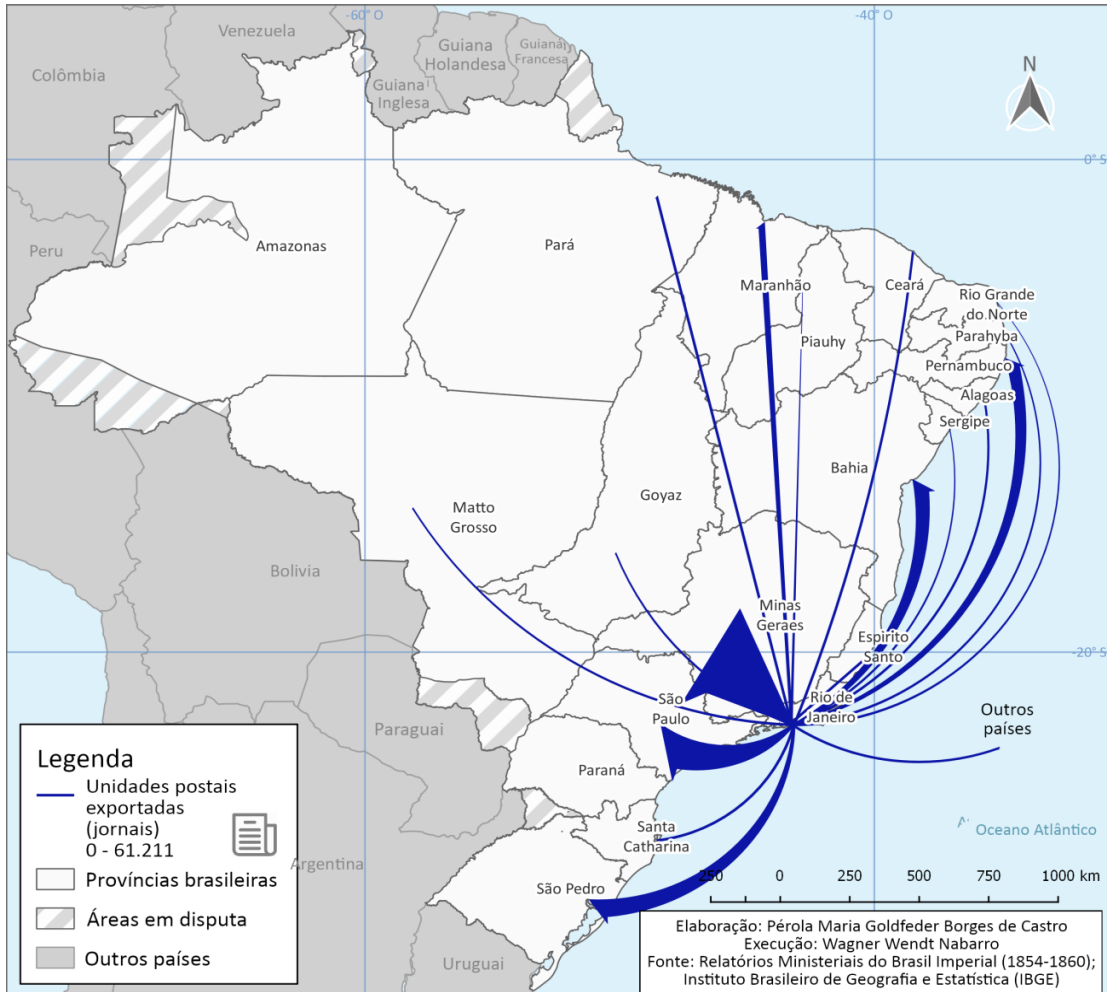 -60° O
-40° O
Venezuela
Guiana
Holandesa
Guiana
Francesa
Colômbia
Guiana
Inglesa
N
0° S
Amazonas
Pará
Peru
Maranhão
Ceará
Rio Grande
do Norte
Parahyba
Piauhy
Pernambuco
Alagoas
Sergipe
Bahia
Goyaz
Matto
Grosso
Bolivia
Minas
Geraes
Espirito
Santo
-20° S
São
Paulo
Rio de
Janeiro
Outros
países
Paraguai
Paraná
Santa
Catharina
Oceano Atlântico
Argentina
São Pedro
Uruguai
250 0 250 500 750 1000 km
Legenda
Unidades postais
exportadas
(jornais)
0 - 61.211
Províncias brasileiras
Áreas em disputa
Outros países
Elaboração: Pérola Maria Goldfeder Borges de Castro
Execução: Wagner Wendt Nabarro
Fonte: Relatórios Ministeriais do Brasil Imperial (1854-1860);
Instituto Brasileiro de Geografia e Estatística (IBGE)